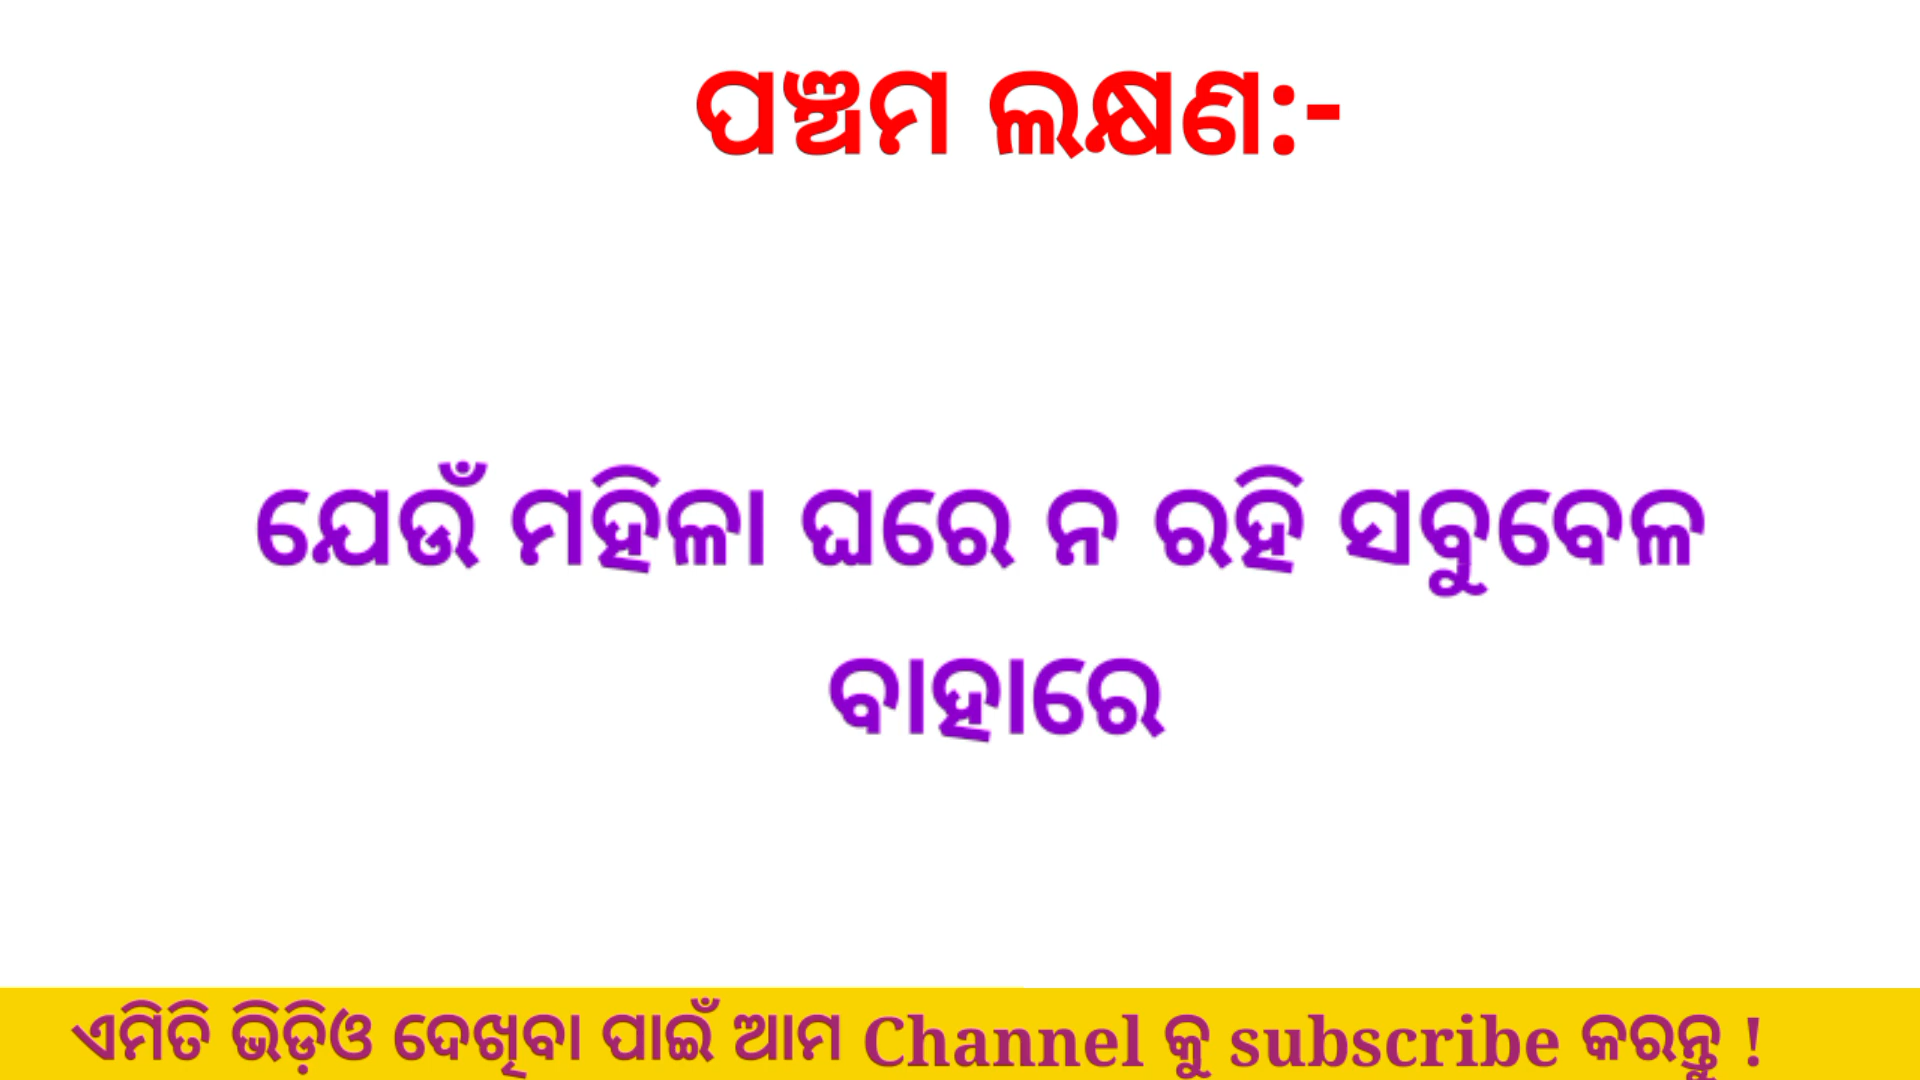 ପଞ୍ଚମ ଲକ୍ଷଣ:-
ଯେଉଁ ମହିଳା ଘରେ ନ ରହି ସବୁବେଳ
ବାହାରେ
ଏମିତି ଭିଡ଼ିଓ ଦେଖିବା ପାଇଁ ଆମ Channel କୁ subscribe କରନ୍ତୁ !